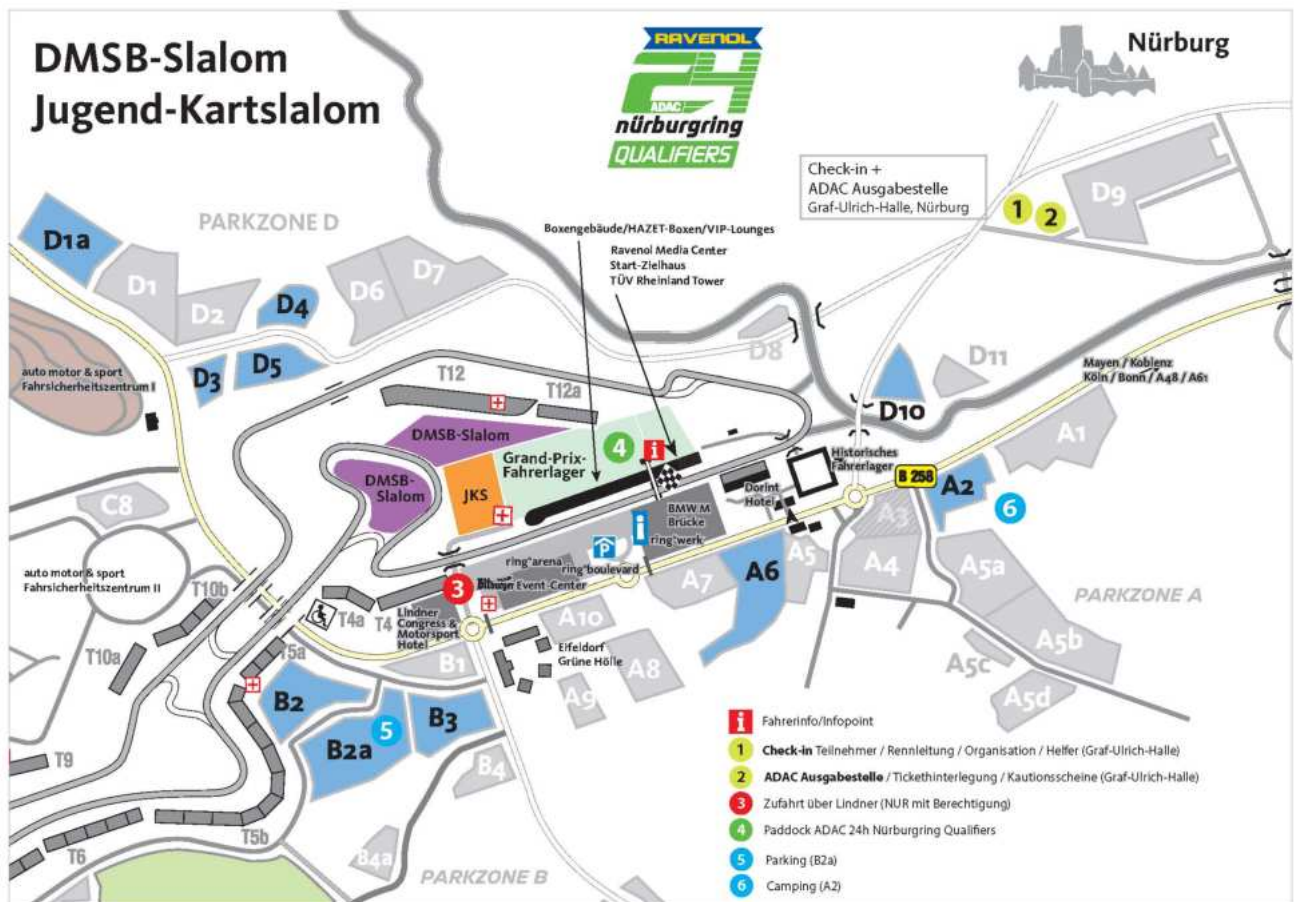 DMSB-Slalom
Jugend-Kartslalom
RAVENOL
24
ADAC
nürburgring
QUALIFIERS
Nürburg
Check-in +
ADAC Ausgabestelle
Graf-Ulrich-Halle, Nürburg
1
2
D9
PARKZONE D
D1a
D1
D2
D4
D6
D7
D3
D5
Boxengebäude/HAZET-Boxen/VIP-Lounges
Ravenol Media Center
Start-Zielhaus
TÜV Rheinland Tower
D8
D10
D11
Mayen / Koblenz
Köln / Bonn / A48 / A61
auto motor & sport
Fahrsicherheitszentrum I
T12
T12a
DMSB-Slalom
DMSB-
Slalom
JKS
Grand-Prix-
Fahrerlager
4
i
Historisches
Fahrerlager
B 258
A1
A2
6
A3
A4
Dorint
Hotel
BMW M
Brücke
ring°werk
i
P
ring°arena
ring°boulevard
Event-Center
3
C8
auto motor & sport
Fahrsicherheitszentrum II
T10b
T10a
T4a
T4
T5a
Lindner
Congress &
Motorsport
Hotel
A5
A6
A7
A5a
PARKZONE A
A5b
A5c
A5d
A10
A8
A9
Eifeldorf
Grüne Hölle
B1
B2
B2a
5
B3
B4
B4a
T9
T5b
T6
PARKZONE B
i Fahrerinfo/Infopoint
1 Check-in Teilnehmer / Rennleitung / Organisation / Helfer (Graf-Ulrich-Halle)
2 ADAC Ausgabestelle / Tickethinterlegung / Kautionsscheine (Graf-Ulrich-Halle)
3 Zufahrt über Lindner (NUR mit Berechtigung)
4 Paddock ADAC 24h Nürburgring Qualifiers
5 Parking (B2a)
6 Camping (A2)